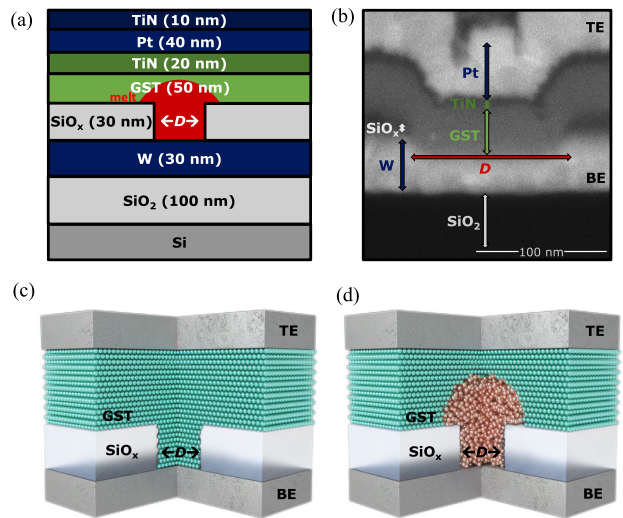 (a)
TiN (10 nm)
Pt (40 nm)
TiN (20 nm)
GST (50 nm)
melt
SiOₓ (30 nm)
D
W (30 nm)
SiO₂ (100 nm)
Si
(b)
TE
Pt
TiN
SiOₓ
GST
W
D
BE
SiO₂
100 nm
(c)
TE
GST
SiOₓ
D
BE
(d)
TE
GST
SiOₓ
D
BE